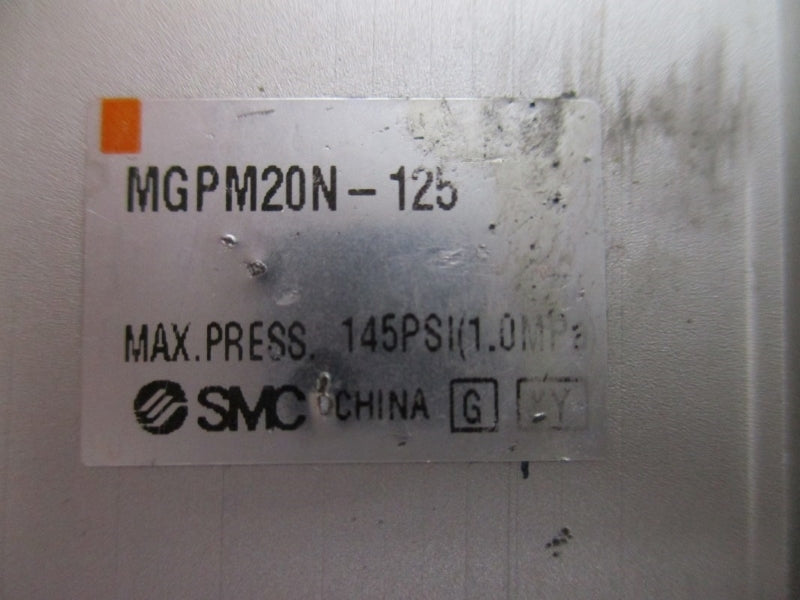 MGPM20N-125
MAX.PRESS. 145PSI(1.0MPa
SMC CHINA G